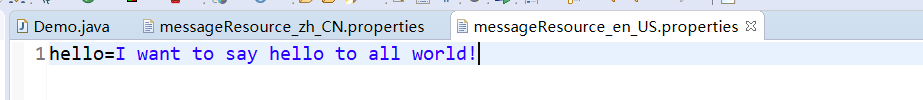 Demo.java messageResource_zh_CN.properties messageResource_en_US.properties
1 hello=I want to say hello to all world!